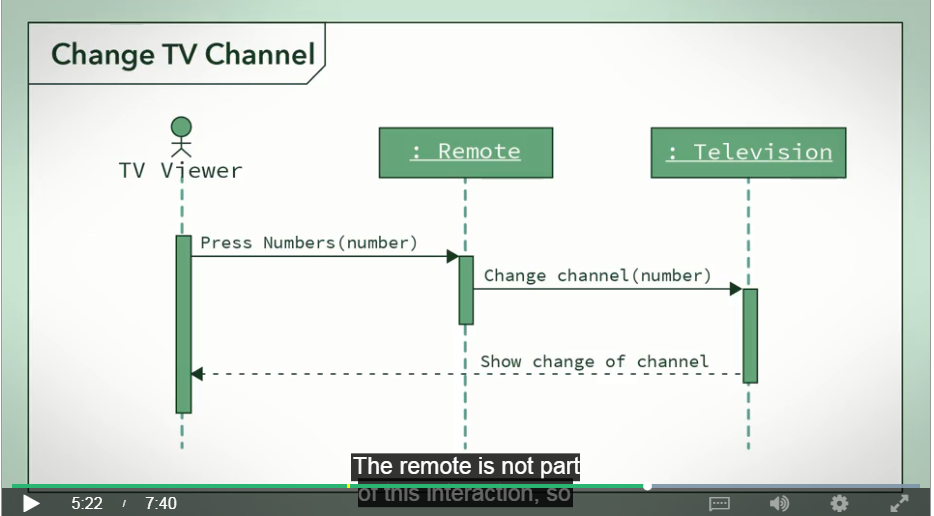 Change TV Channel
TV Viewer
: Remote
: Television
Press Numbers(number)
Change channel(number)
Show change of channel
The remote is not part
of this interaction, so
5:22 / 7:40